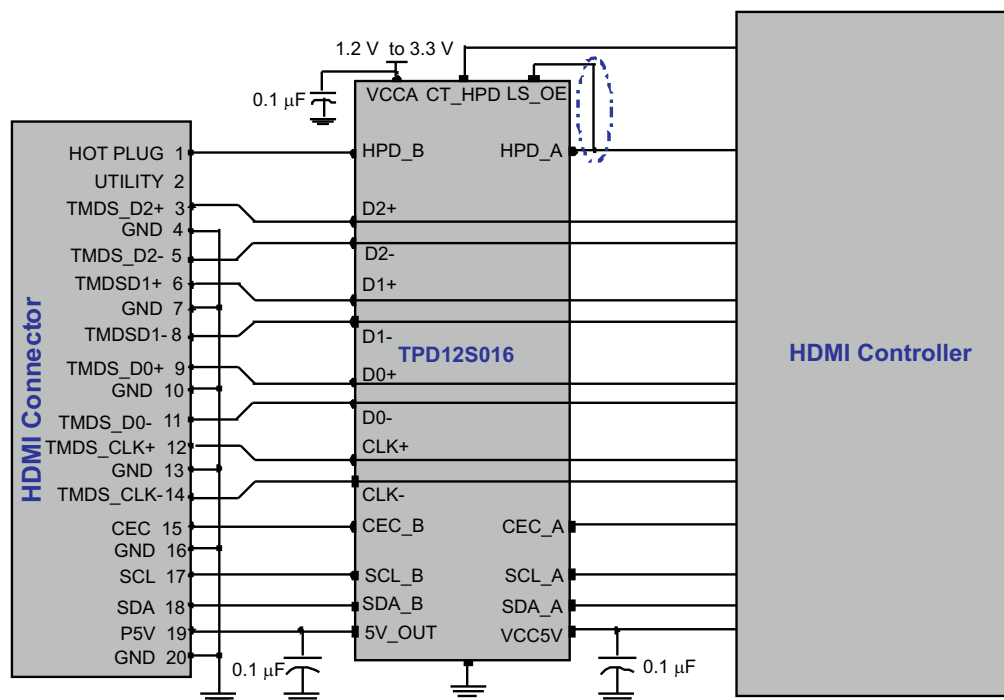 1.2 V to 3.3 V
0.1 μF
VCCA CT_HPD LS_OE
HOT PLUG 1
HPD_B HPD_A
UTILITY 2
TMDS_D2+ 3
D2+
GND 4
TMDS_D2- 5
D2-
TMDSD1+ 6
D1+
GND 7
TMDSD1- 8
D1-
TPD12S016
HDMI Controller
HDMI Connector
TMDS_D0+ 9
D0+
GND 10
TMDS_D0- 11
D0-
TMDS_CLK+ 12
CLK+
GND 13
TMDS_CLK- 14
CLK-
CEC 15
CEC_B CEC_A
GND 16
SCL 17
SCL_B SCL_A
SDA 18
SDA_B SDA_A
P5V 19
5V_OUT VCC5V
GND 20
0.1 μF
0.1 μF